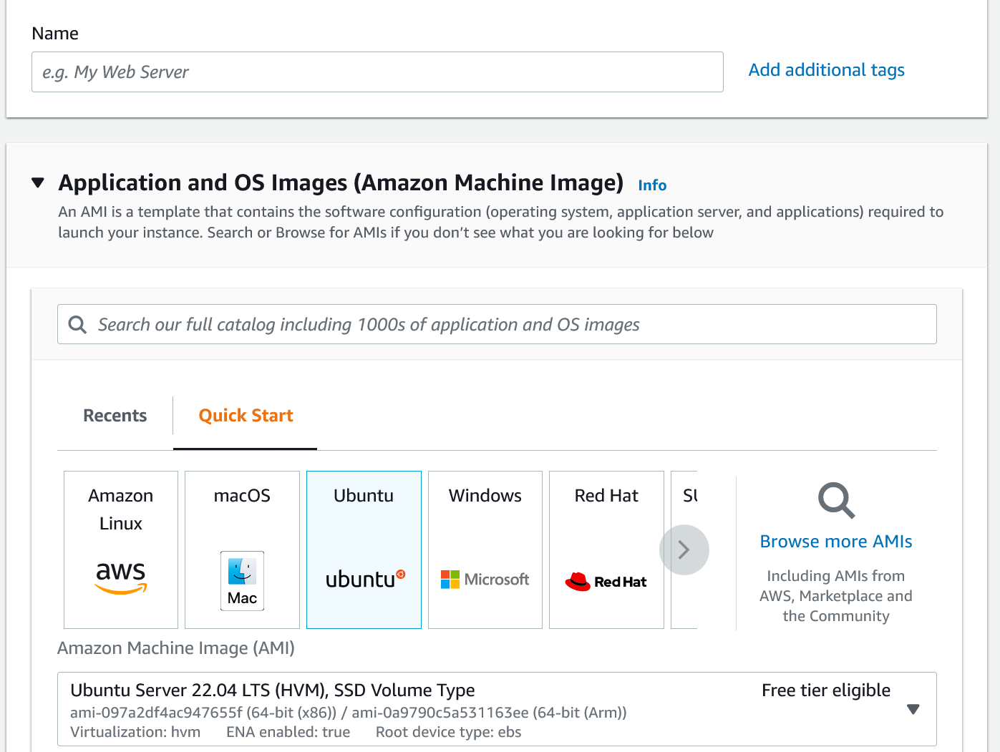 Name
e.g. My Web Server
Add additional tags
Application and OS Images (Amazon Machine Image) Info
An AMI is a template that contains the software configuration (operating system, application server, and applications) required to
launch your instance. Search or Browse for AMIs if you don’t see what you are looking for below
Search our full catalog including 1000s of application and OS images
Recents
Quick Start
Amazon
Linux
aws
macOS
Mac
Ubuntu
ubuntu
Windows
Microsoft
Red Hat
Red Hat
Browse more AMIs
Including AMIs from
AWS, Marketplace and
the Community
Amazon Machine Image (AMI)
Ubuntu Server 22.04 LTS (HVM), SSD Volume Type
Free tier eligible
ami-097a2df4ac947655f (64-bit (x86)) / ami-0a9790c5a531163ee (64-bit (Arm))
Virtualization: hvm ENA enabled: true Root device type: ebs